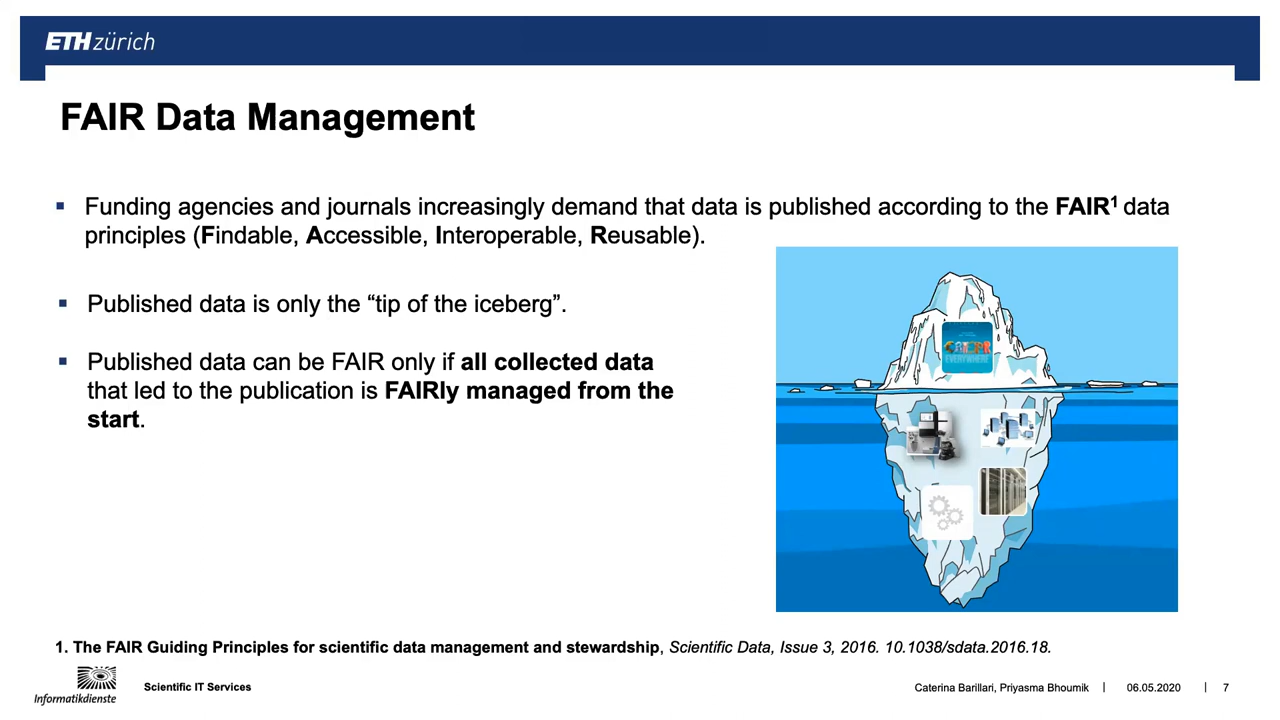 ETH zürich
FAIR Data Management
▪ Funding agencies and journals increasingly demand that data is published according to the FAIR¹ data
principles (Findable, Accessible, Interoperable, Reusable).
▪ Published data is only the “tip of the iceberg”.
▪ Published data can be FAIR only if all collected data
that led to the publication is FAIRly managed from the
start.
CRISPR
EVERYWHERE
1. The FAIR Guiding Principles for scientific data management and stewardship, Scientific Data, Issue 3, 2016. 10.1038/sdata.2016.18.
Informatikdienste
Scientific IT Services
Caterina Barillari, Priyasma Bhoumik | 06.05.2020 | 7